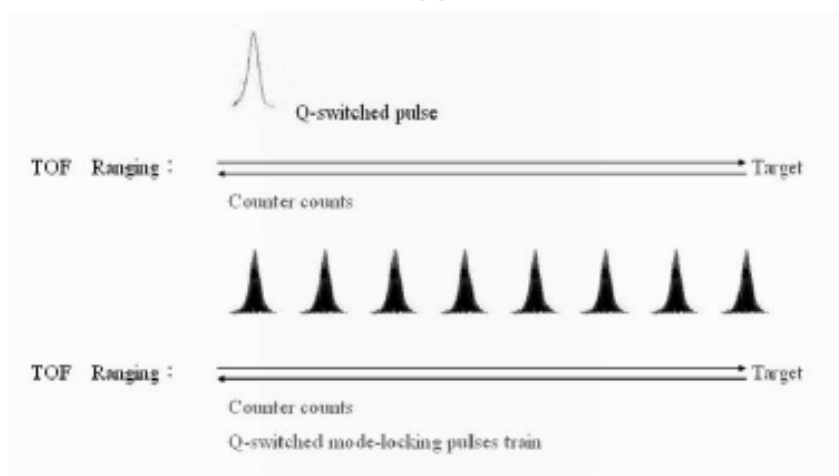 Q-switched pulse
TOF Ranging : Target
Counter counts
TOF Ranging : Target
Counter counts
Q-switched mode-locking pulses train